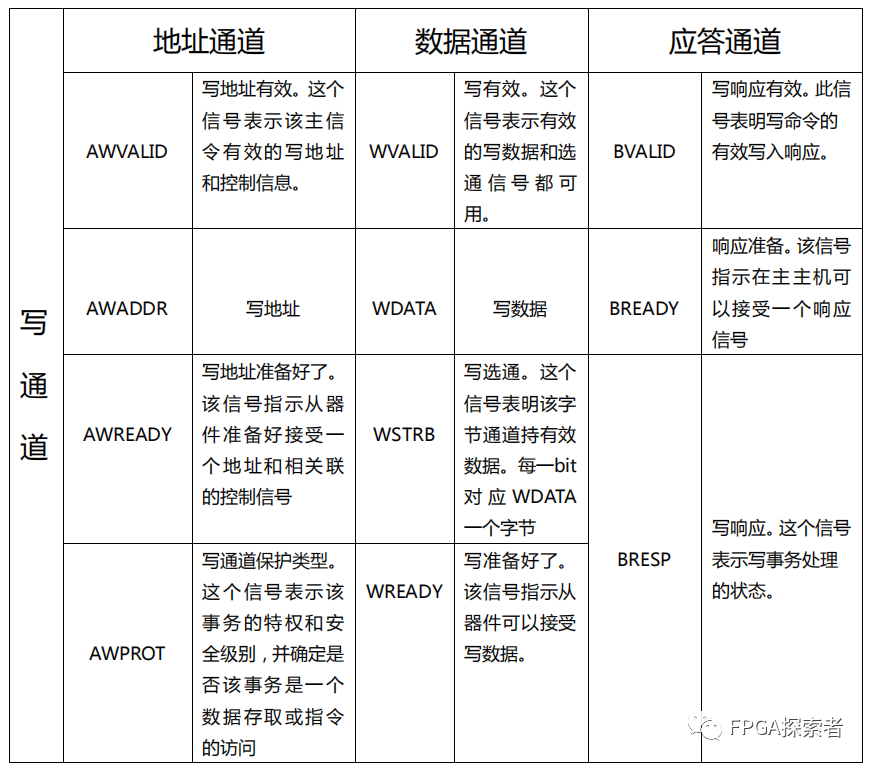 写
通
道
地址通道
数据通道
应答通道
AWVALID
写地址有效。这个
信号表示该主信
令有效的写地址
和控制信息。
WVALID
写有效。这个
信号表示有效
的写数据和选
通信号都可
用。
BVALID
写响应有效。此信
号表明写命令的
有效写入响应。
AWADDR
写地址
WDATA
写数据
BREADY
响应准备。该信号
指示在主主机可
以接受一个响应
信号
AWREADY
写地址准备好了。
该信号指示从器
件准备好接受一
个地址和相关联
的控制信号
WSTRB
写选通。这个
信号表明该字
节通道持有效
数据。每一bit
对应WDATA
一个字节
BRESP
写响应。这个信号
表示写事务处理
的状态。
AWPROT
写通道保护类型。
这个信号表示该
事务的特权和安
全级别，并确定是
否该事务是一个
数据存取或指令
的访问
WREADY
写准备好了。
该信号指示从
器件可以接受
写数据。
FPGA探索者